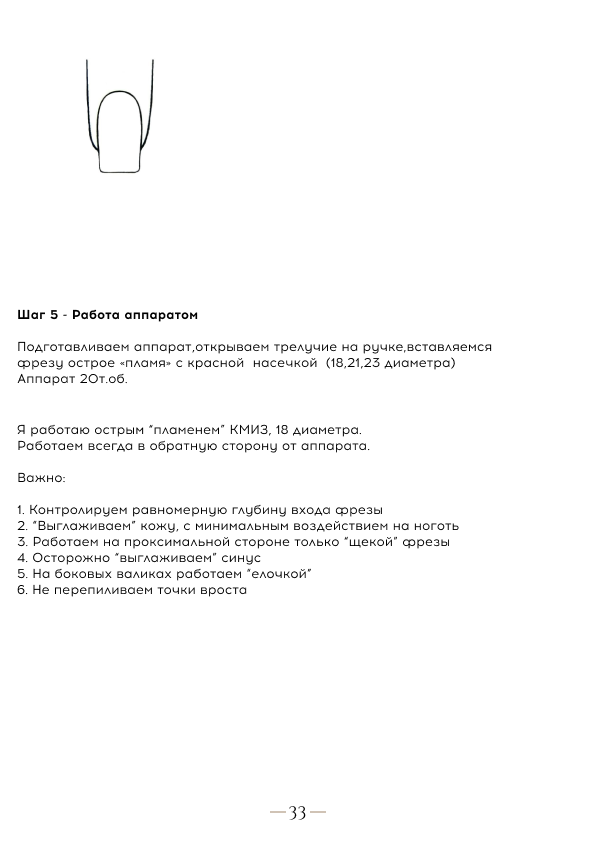 Шаг 5 - Работа аппаратом
Подготавливаем аппарат,открываем трелучие на ручке,вставляемся
фрезу острое «пламя» с красной насечкой (18,21,23 диаметра)
Аппарат 20т.об.
Я работаю острым “пламенем” КМИЗ, 18 диаметра.
Работаем всегда в обратную сторону от аппарата.
Важно:
1. Контролируем равномерную глубину входа фрезы
2. “Выглаживаем” кожу, с минимальным воздействием на ноготь
3. Работаем на проксимальной стороне только “щекой” фрезы
4. Осторожно “выглаживаем” синус
5. На боковых валиках работаем “елочкой”
6. Не перепиливаем точки вроста
— 33 —